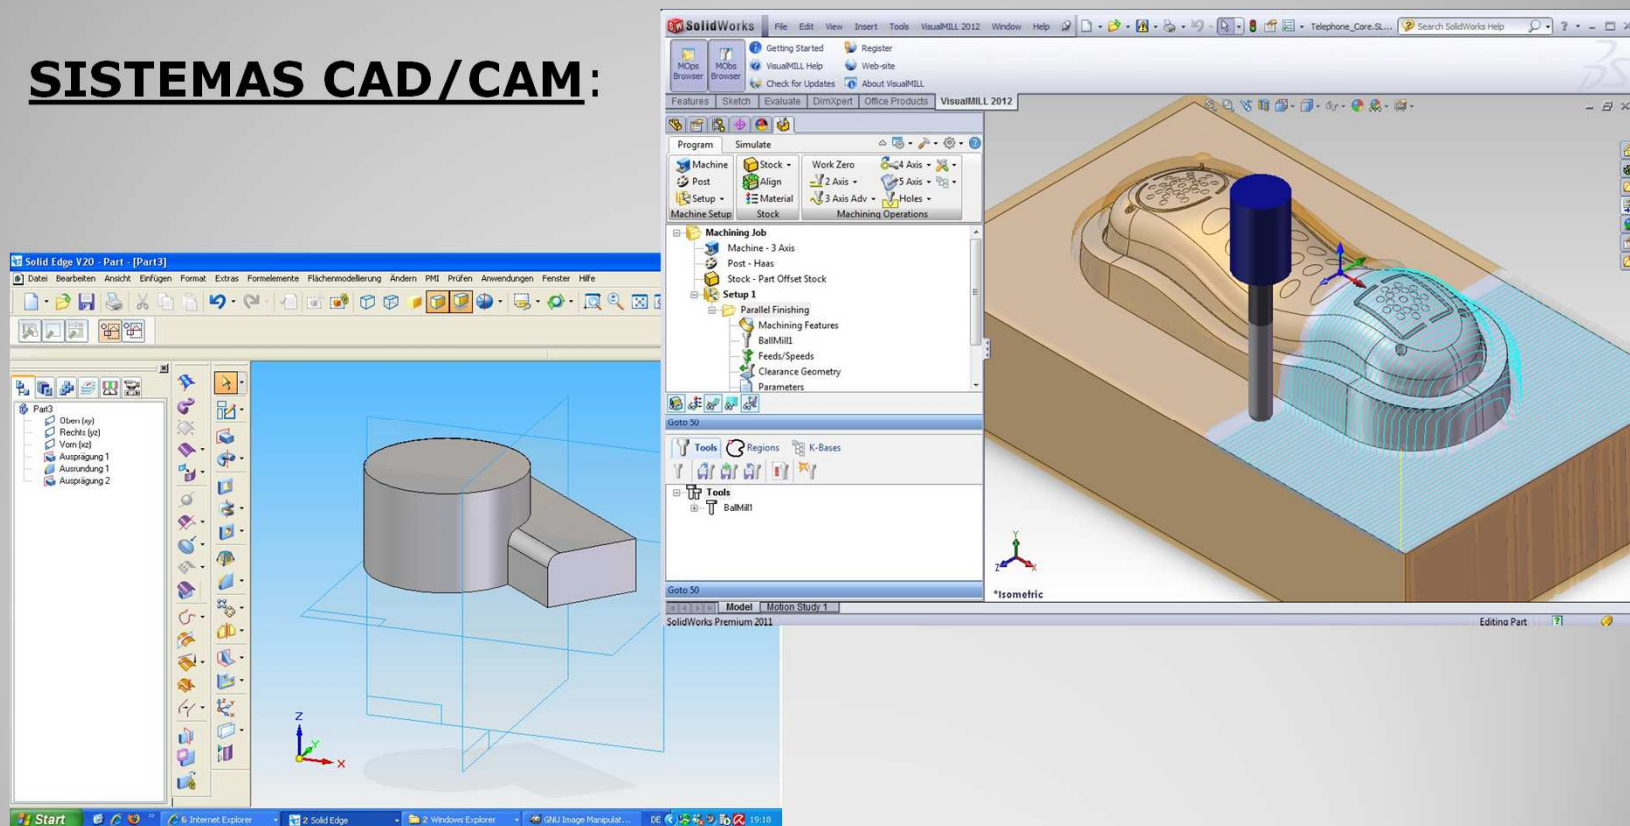 SISTEMAS CAD/CAM:
SolidWorks File Edit View Insert Tools VisualMILL 2012 Window Help Telephone_Core.SL... Search SolidWorks Help
MOps Browser
MObs Browser
Getting Started
Register
VisualMILL Help
Web-site
Check for Updates
About VisualMILL
Features Sketch Evaluate DimXpert Office Products VisualMILL 2012
Program Simulate
Machine Stock Work Zero 4 Axis
Post Align 2 Axis 5 Axis
Setup Material 3 Axis Adv Holes
Machine Setup Stock Machining Operations
Machining Job
Machine - 3 Axis
Post - Haas
Stock - Part Offset Stock
Setup 1
Parallel Finishing
Machining Features
BallMill1
Feeds/Speeds
Clearance Geometry
Parameters
Goto 50
Tools Regions K-Bases
Tools
BallMill1
Goto 50
Y
Z X
*Isometric
Model Motion Study 1
SolidWorks Premium 2011 Editing Part
Solid Edge V20 - Part - [Part3]
Datei Bearbeiten Ansicht Einfügen Format Extras Formelemente Flächenmodellierung Ändern PMI Prüfen Anwendungen Fenster Hilfe
Part3
Oben (xy)
Rechts (yz)
Vorn (xz)
Ausprägung 1
Ausrundung 1
Ausprägung 2
Z
Y
X
Start 6 Internet Explorer 2 Solid Edge 2 Windows Explorer GNU Image Manipulat... DE 19:18